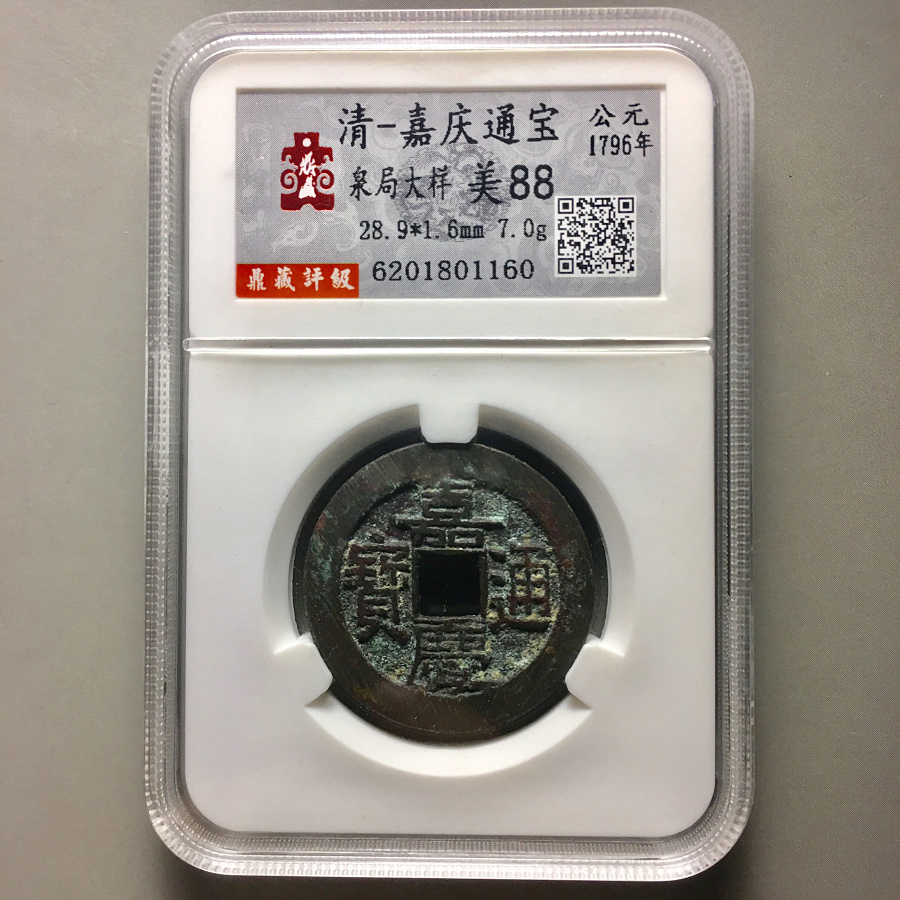 清-嘉庆通宝
公元
1796年
泉局大样 美88
28.9*1.6mm 7.0g
鼎藏評級
6201801160
嘉慶通寶